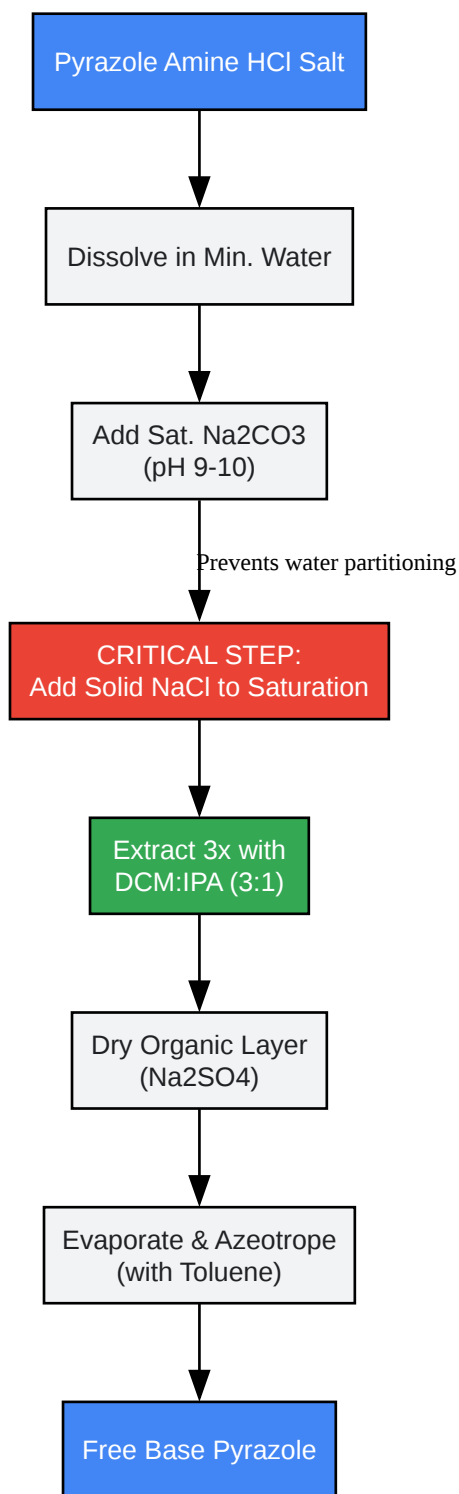 Pyrazole Amine HCl Salt
Dissolve in Min. Water
Add Sat. Na2CO3
(pH 9-10)
Prevents water partitioning
CRITICAL STEP:
Add Solid NaCl to Saturation
Extract 3x with
DCM:IPA (3:1)
Dry Organic Layer
(Na2SO4)
Evaporate & Azeotrope
(with Toluene)
Free Base Pyrazole